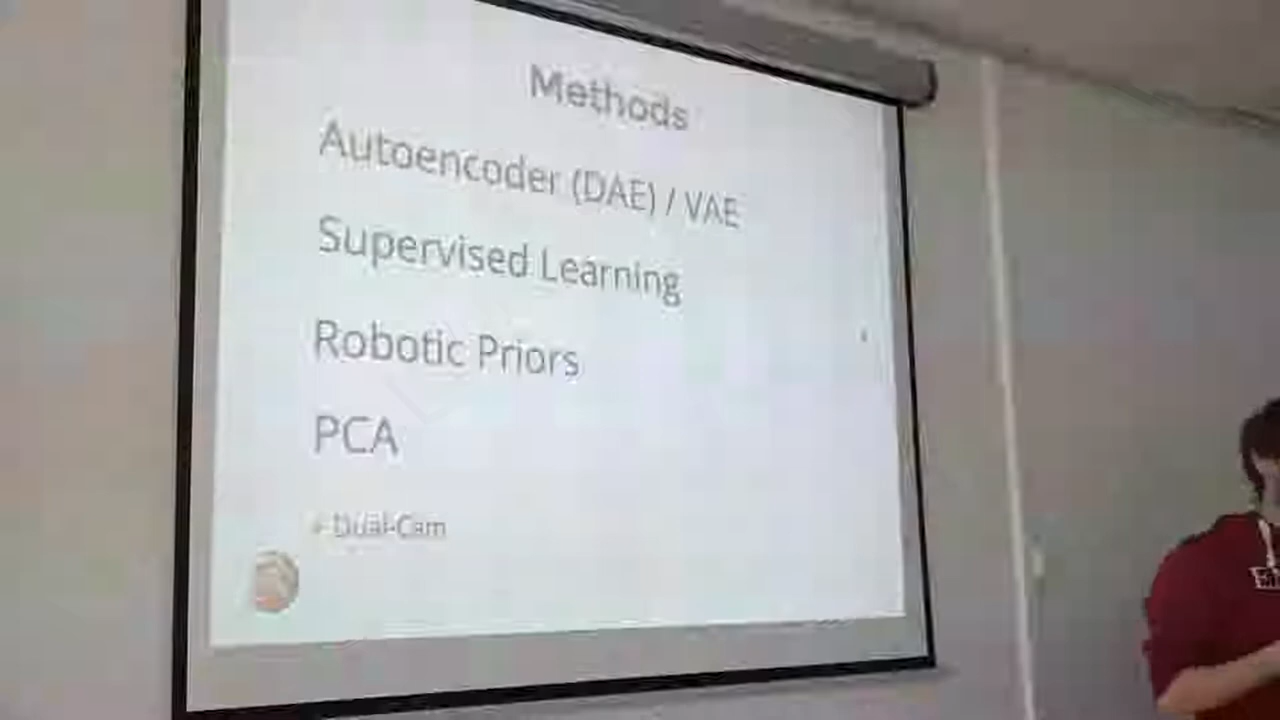 Methods
Autoencoder (DAE) / VAE
Supervised Learning
Robotic Priors
PCA
+ Dual-Cam